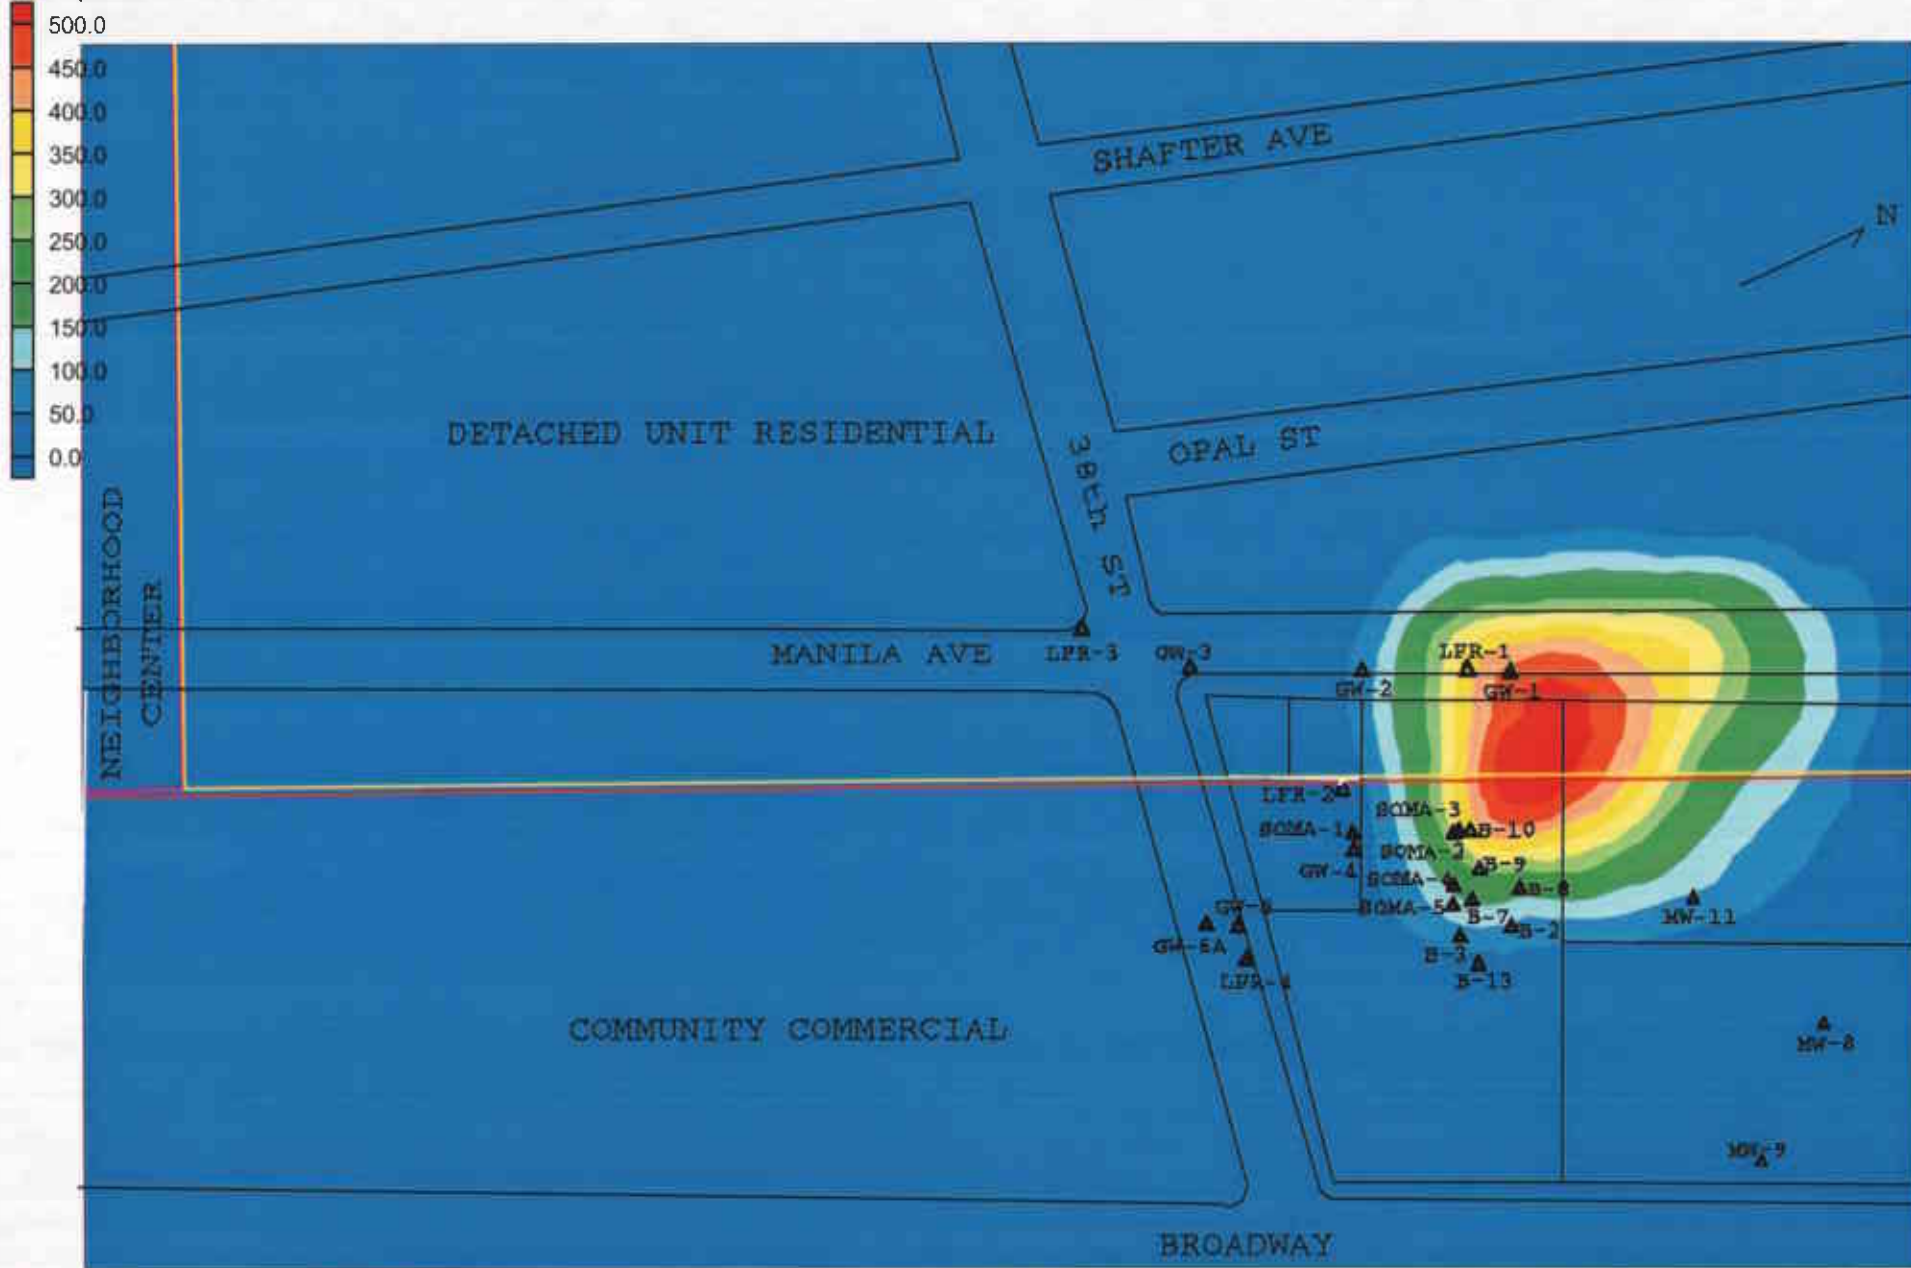 500.0
450.0
400.0
350.0
300.0
250.0
200.0
150.0
100.0
50.0
0.0
SHAFTER AVE
N
DETACHED UNIT RESIDENTIAL
OPAL ST
38th ST
NEIGHBORHOOD
CENTER
MANILA AVE
LFR-3
GW-3
LFR-1
GW-2
GW-1
LFR-2
SOMA-3
SOMA-1
B-10
SOMA-2
GW-4
B-9
SOMA-4
B-8
SOMA-5
B-7
MW-11
B-2
GW-6A
B-3
LFR-4
B-13
COMMUNITY COMMERCIAL
MW-8
MW-9
BROADWAY